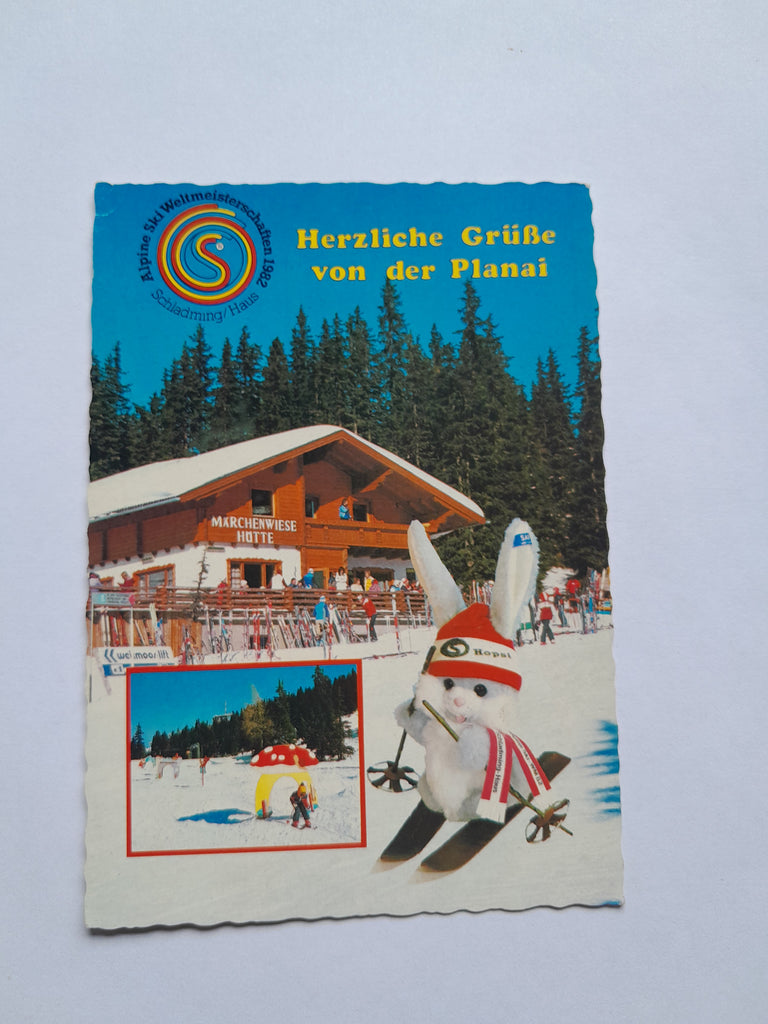 Alpine Ski Weltmeisterschaften 1982
Schladming/Haus
Herzliche Grüße
von der Planai
MÄRCHENWIESE
HÜTTE
Hopsi